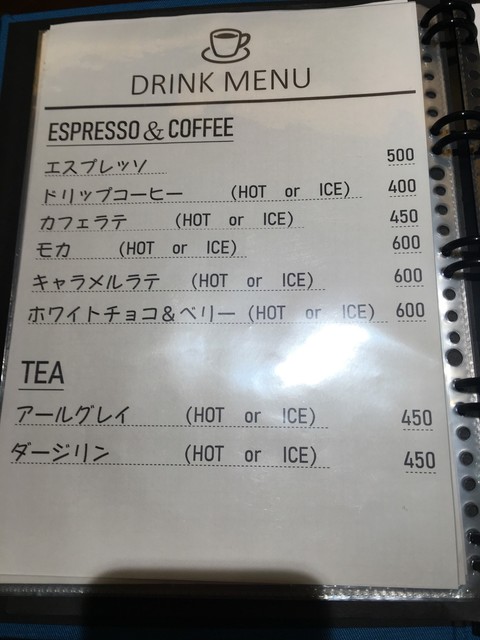 DRINK MENU
ESPRESSO & COFFEE
エスプレッソ 500
ドリップコーヒー (HOT or ICE) 400
カフェラテ (HOT or ICE) 450
モカ (HOT or ICE) 600
キャラメルラテ (HOT or ICE) 600
ホワイトチョコ&ベリー (HOT or ICE) 600
TEA
アールグレイ (HOT or ICE) 450
ダージリン (HOT or ICE) 450